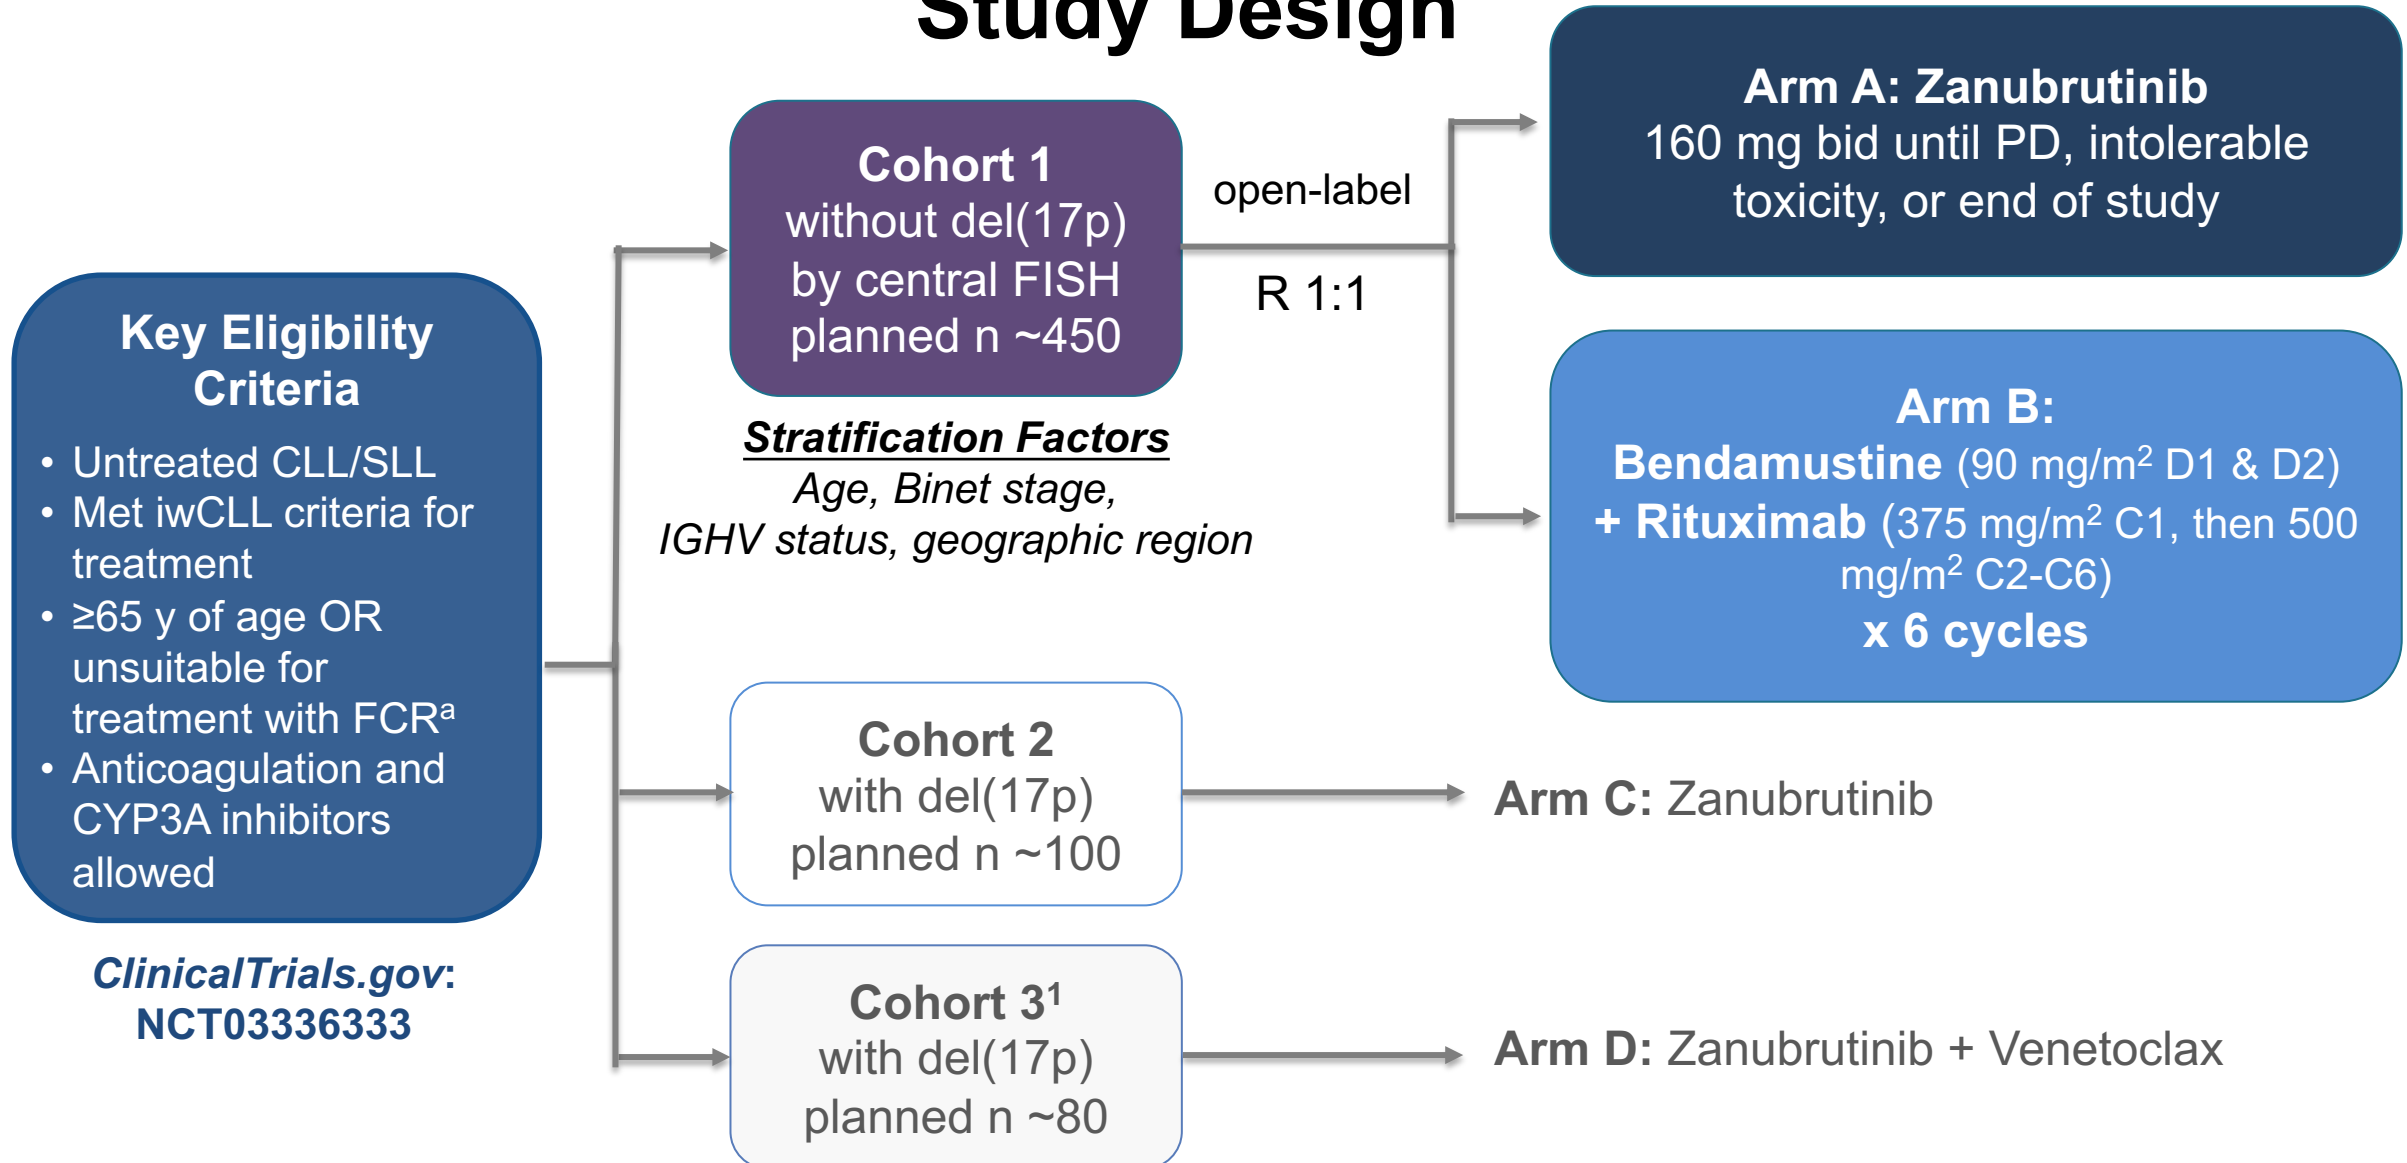 Study Design
Key Eligibility
Criteria
• Untreated CLL/SLL
• Met iwCLL criteria for
treatment
• ≥65 y of age OR
unsuitable for
treatment with FCRᵃ
• Anticoagulation and
CYP3A inhibitors
allowed
ClinicalTrials.gov:
NCT03336333
Cohort 1
without del(17p)
by central FISH
planned n ~450
Stratification Factors
Age, Binet stage,
IGHV status, geographic region
open-label
R 1:1
Arm A: Zanubrutinib
160 mg bid until PD, intolerable
toxicity, or end of study
Arm B:
Bendamustine (90 mg/m² D1 & D2)
+ Rituximab (375 mg/m² C1, then 500
mg/m² C2-C6)
x 6 cycles
Cohort 2
with del(17p)
planned n ~100
Arm C: Zanubrutinib
Cohort 3¹
with del(17p)
planned n ~80
Arm D: Zanubrutinib + Venetoclax